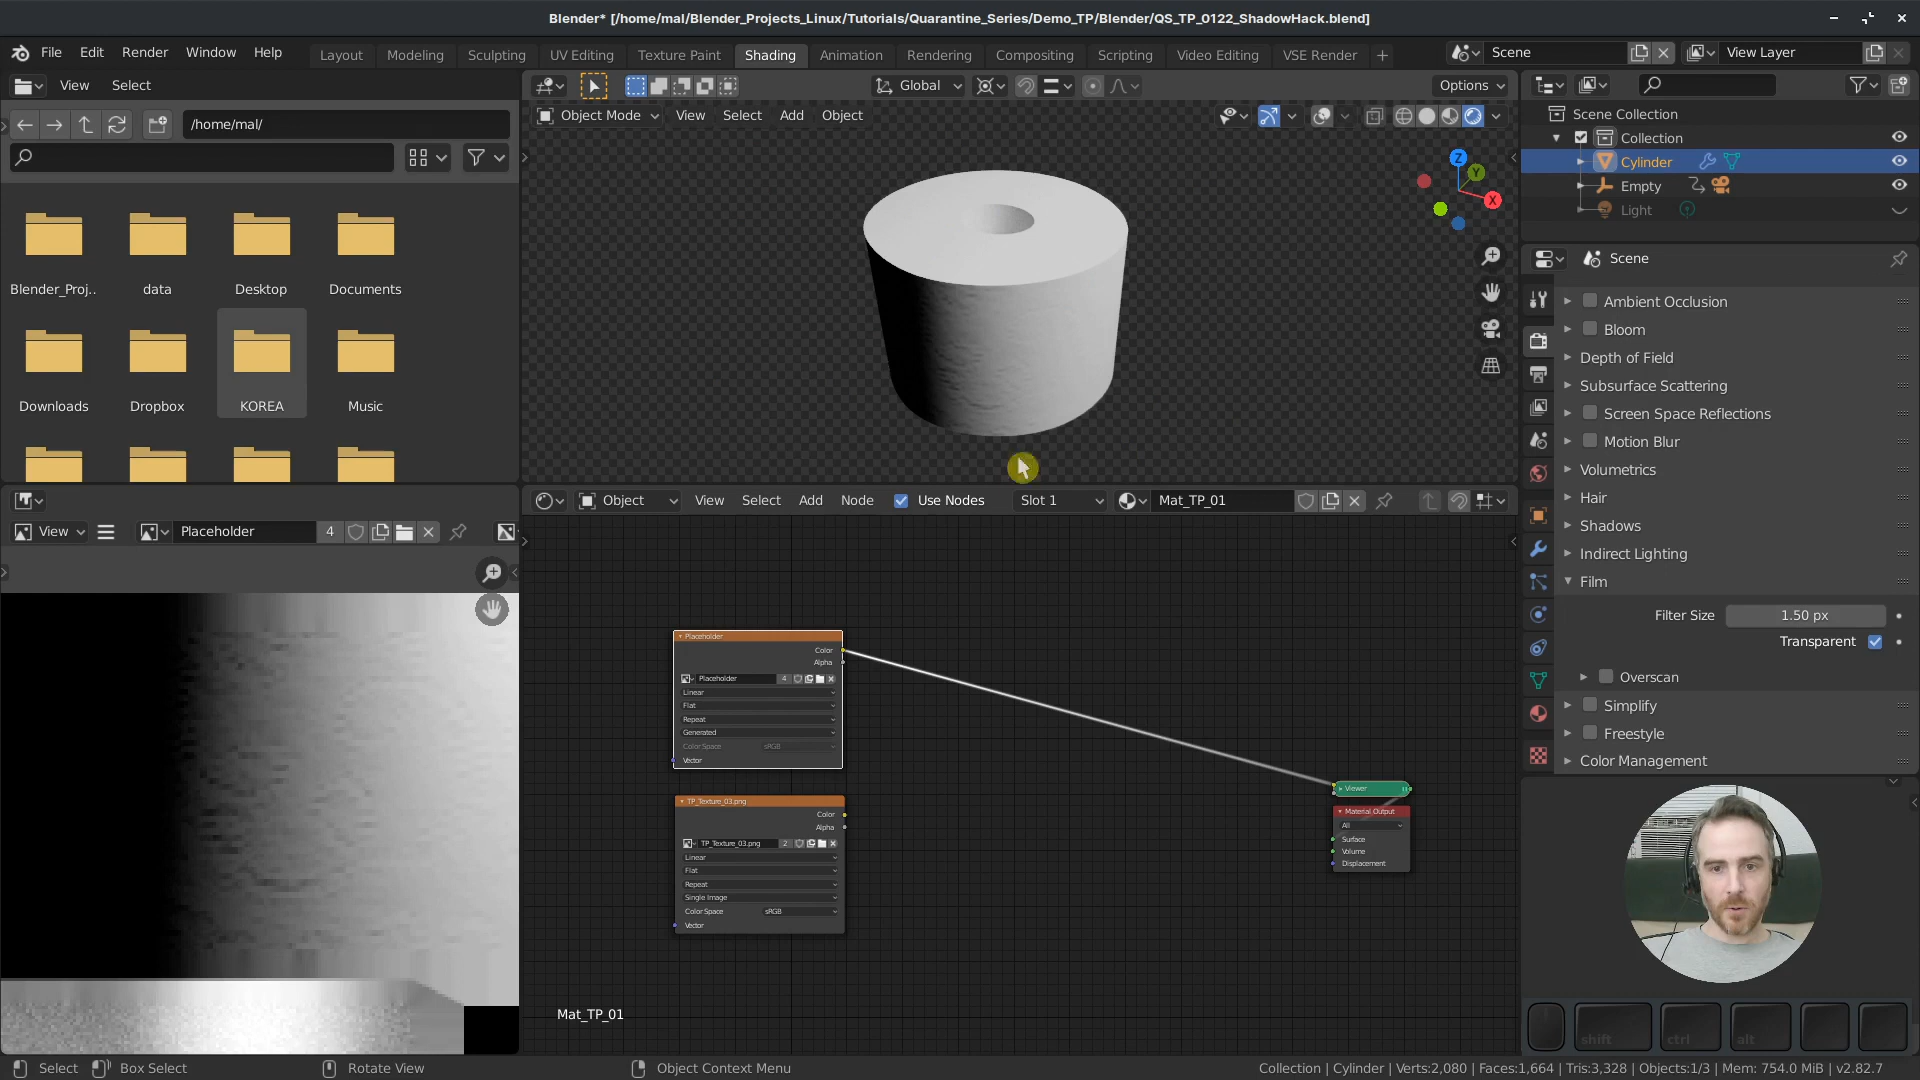 Blender* [/home/mal/Blender_Projects_Linux/Tutorials/Quarantine_Series/Demo_TP/Blender/QS_TP_0122_ShadowHack.blend]
File Edit Render Window Help
Layout Modeling Sculpting UV Editing Texture Paint Shading Animation Rendering Compositing Scripting Video Editing VSE Render +
Scene
View Layer
View Select
Global
Options
/home/mal/
Object Mode View Select Add Object
Blender_Proj.. data Desktop Documents
Downloads Dropbox KOREA Music
Z
Y
X
Scene Collection
Collection
Cylinder
Empty
Light
Scene
Ambient Occlusion
Bloom
Depth of Field
Subsurface Scattering
Screen Space Reflections
Motion Blur
Volumetrics
Hair
Shadows
Indirect Lighting
Film
Filter Size 1.50 px
Transparent
Overscan
Simplify
Freestyle
Color Management
View Placeholder 4
Object View Select Add Node Use Nodes Slot 1 Mat_TP_01
Placeholder
Color
Alpha
Placeholder 4
Linear
Flat
Repeat
Generated
Color Space sRGB
Vector
TP_Texture_03.png
Color
Alpha
TP_Texture_03.png 2
Linear
Flat
Repeat
Single Image
Color Space sRGB
Vector
Viewer
Material Output
All
Surface
Volume
Displacement
Mat_TP_01
shift ctrl alt
Select Box Select Rotate View Object Context Menu
Collection | Cylinder | Verts:2,080 | Faces:1,664 | Tris:3,328 | Objects:1/3 | Mem: 754.0 MiB | v2.82.7